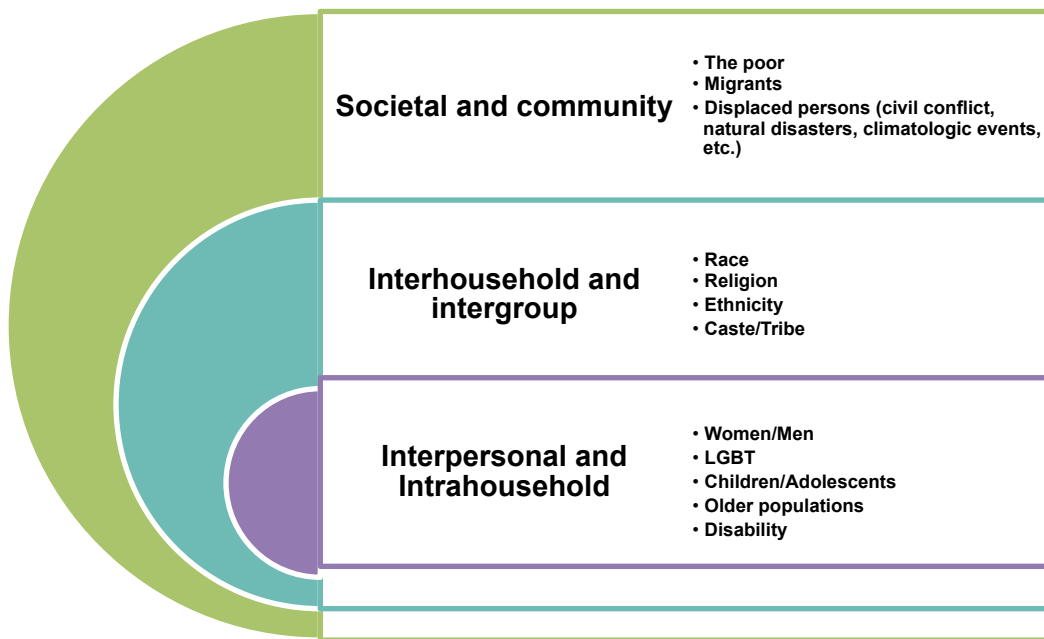 Societal and community
• The poor
• Migrants
• Displaced persons (civil conflict,
natural disasters, climatologic events,
etc.)
Interhousehold and
intergroup
• Race
• Religion
• Ethnicity
• Caste/Tribe
Interpersonal and
Intrahousehold
• Women/Men
• LGBT
• Children/Adolescents
• Older populations
• Disability